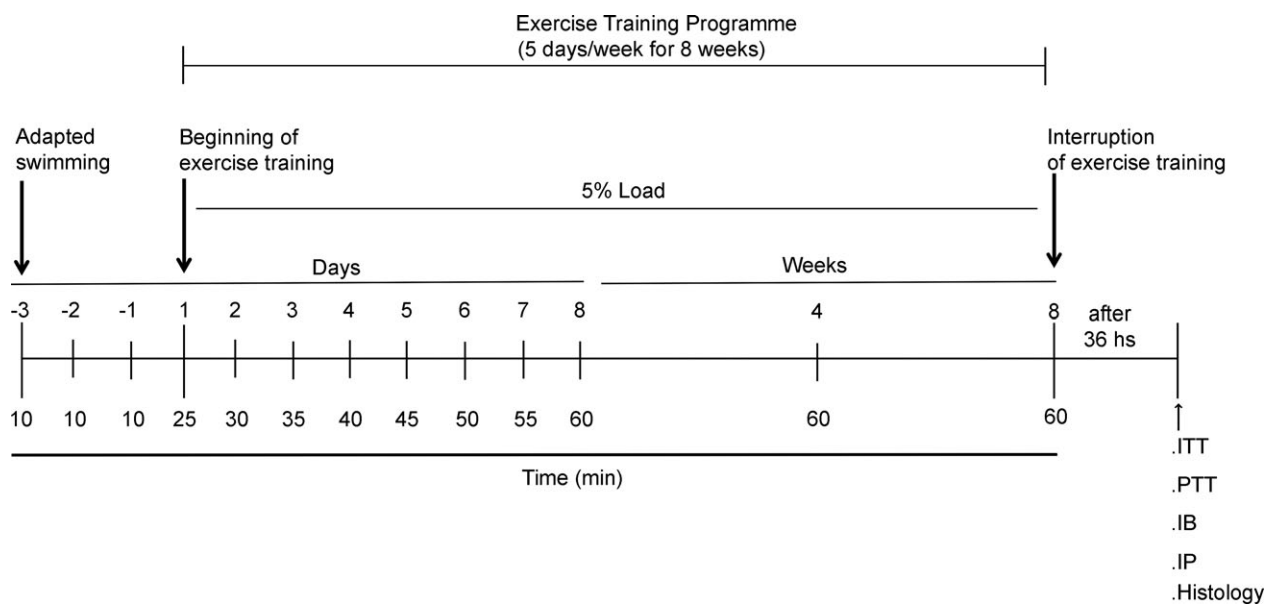 Exercise Training Programme
(5 days/week for 8 weeks)
Adapted
swimming
Beginning of
exercise training
Interruption
of exercise training
5% Load
Days
Weeks
-3 -2 -1 1 2 3 4 5 6 7 8 4 8
after
36 hs
10 10 10 25 30 35 40 45 50 55 60 60 60
Time (min)
.ITT
.PTT
.IB
.IP
.Histology